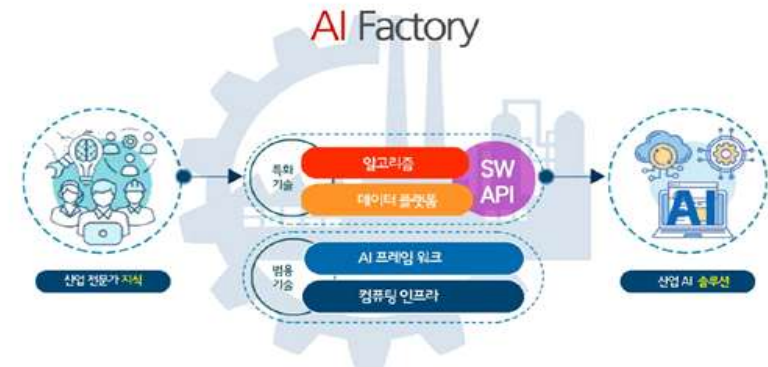 AI Factory
특화
기술
알고리즘
데이터 플랫폼
SW
API
범용
기술
AI 프레임 워크
컴퓨팅 인프라
산업 전문가 지식
산업 AI 솔루션
AI